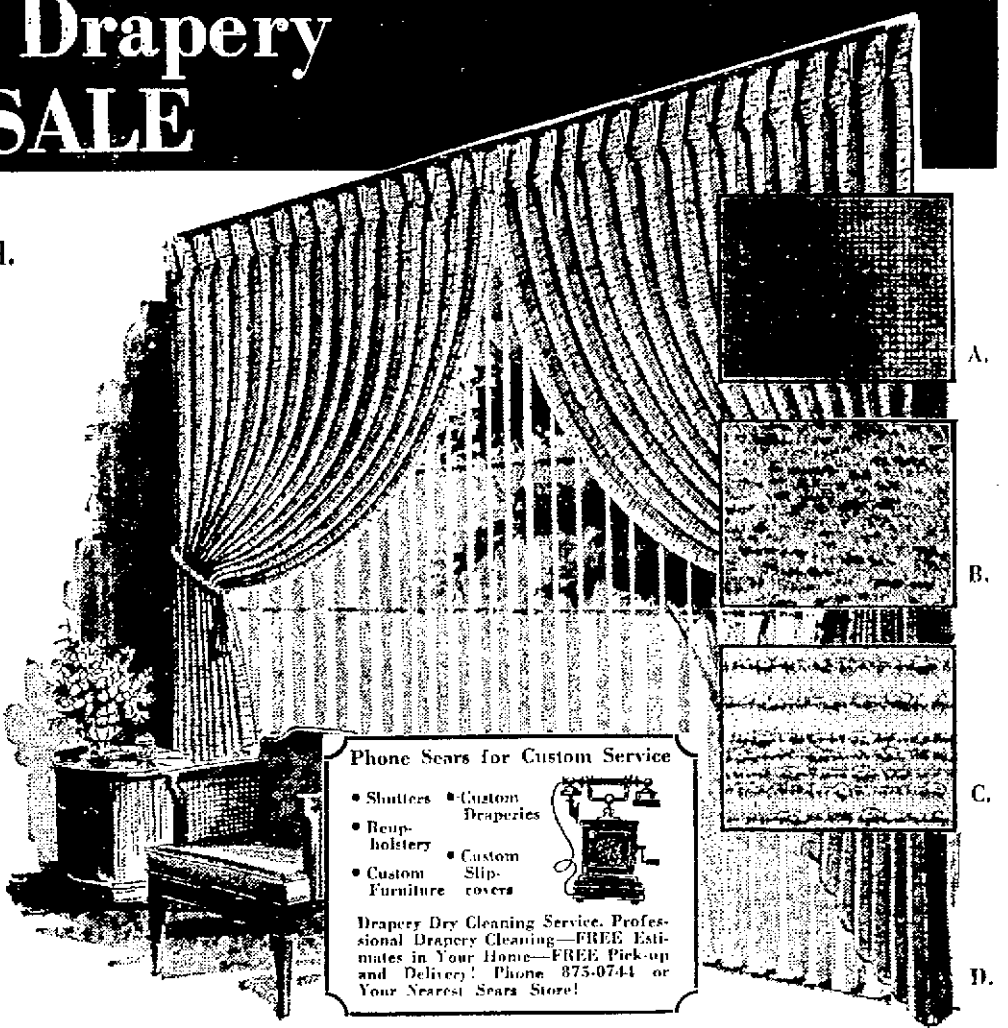 Drapery
SALE
A.
B.
C.
D.
Phone Sears for Custom Service
• Shutters
• Reup-
holstery
• Custom
Furniture
• Custom
Draperies
• Custom
Slip-
covers
Drapery Dry Cleaning Service. Profes-
sional Drapery Cleaning—FREE Esti-
mates in Your Home—FREE Pick-up
and Delivery! Phone 875-0744 or
Your Nearest Sears Store!